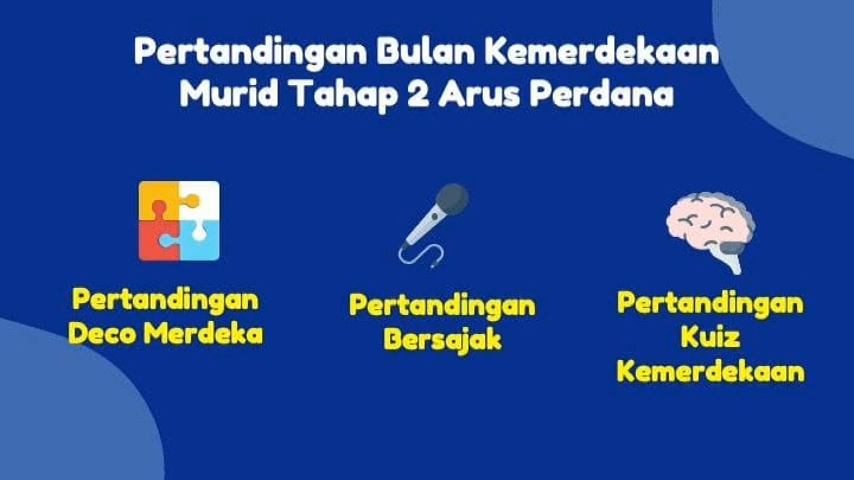 Pertandingan Bulan Kemerdekaan
Murid Tahap 2 Arus Perdana
Pertandingan
Deco Merdeka
Pertandingan
Bersajak
Pertandingan
Kuiz
Kemerdekaan